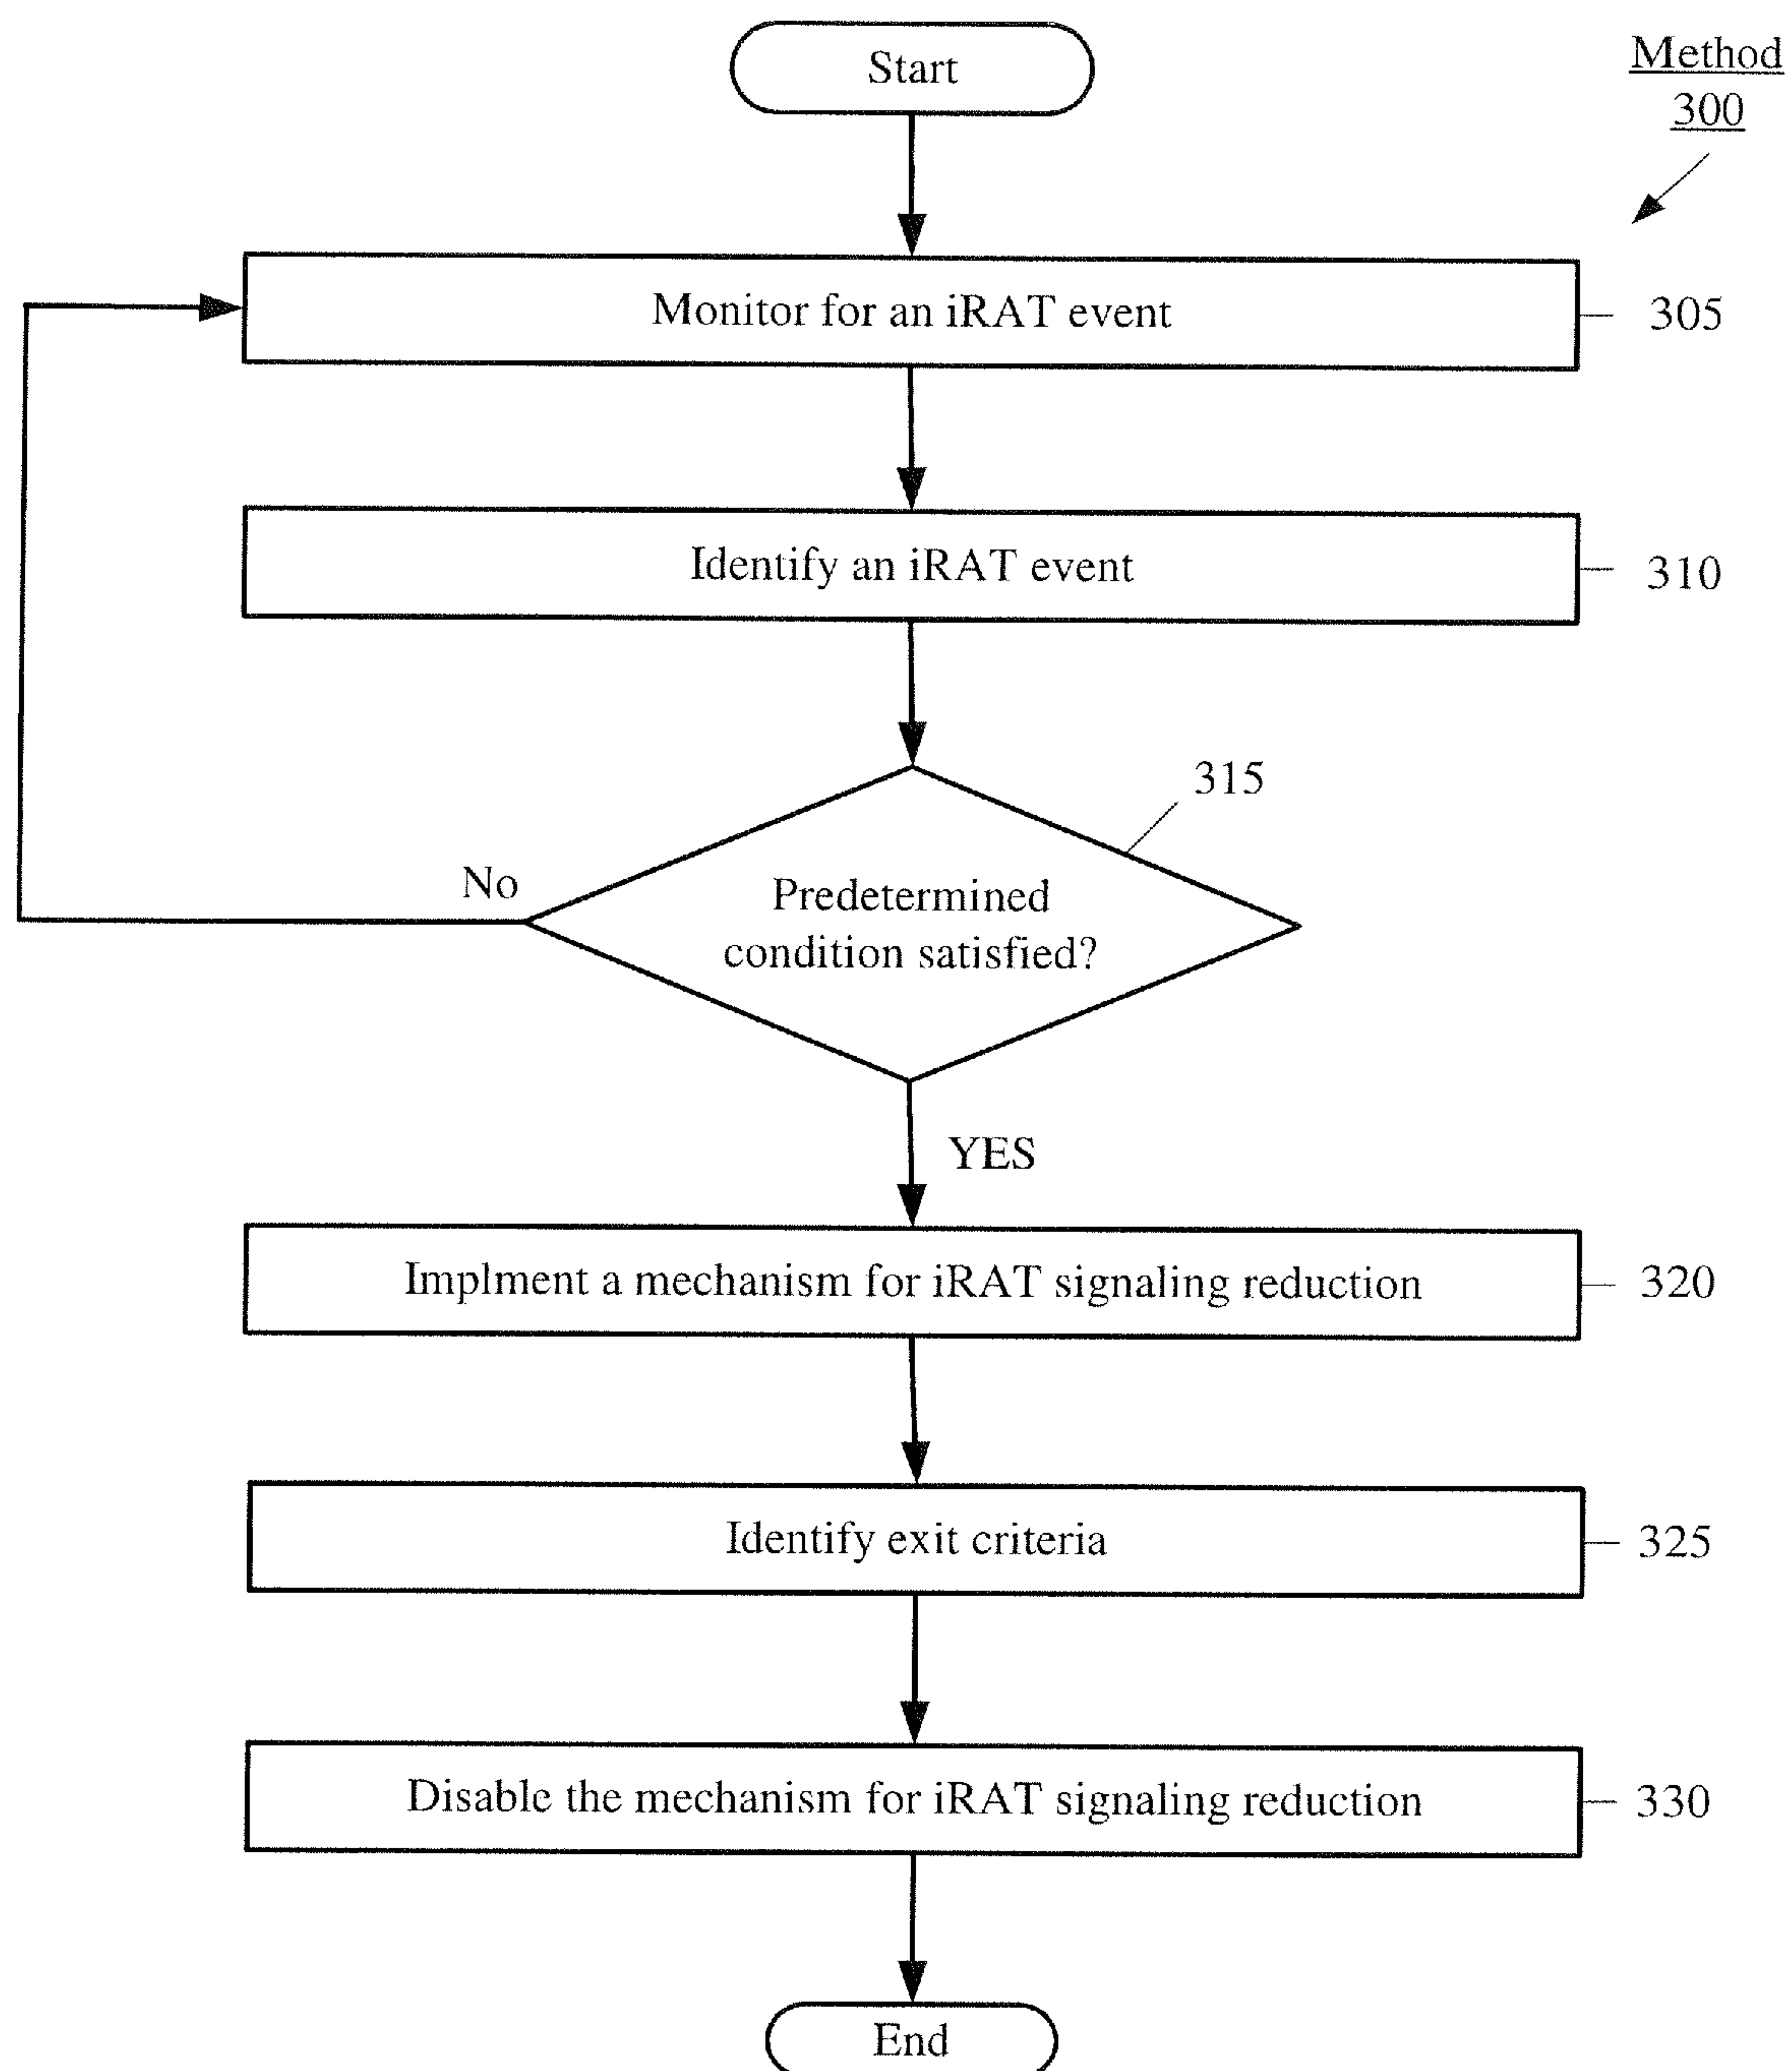 Start
Method
300
Monitor for an iRAT event
305
Identify an iRAT event
310
315
Predetermined
condition satisfied?
No
YES
Implment a mechanism for iRAT signaling reduction
320
Identify exit criteria
325
Disable the mechanism for iRAT signaling reduction
330
End